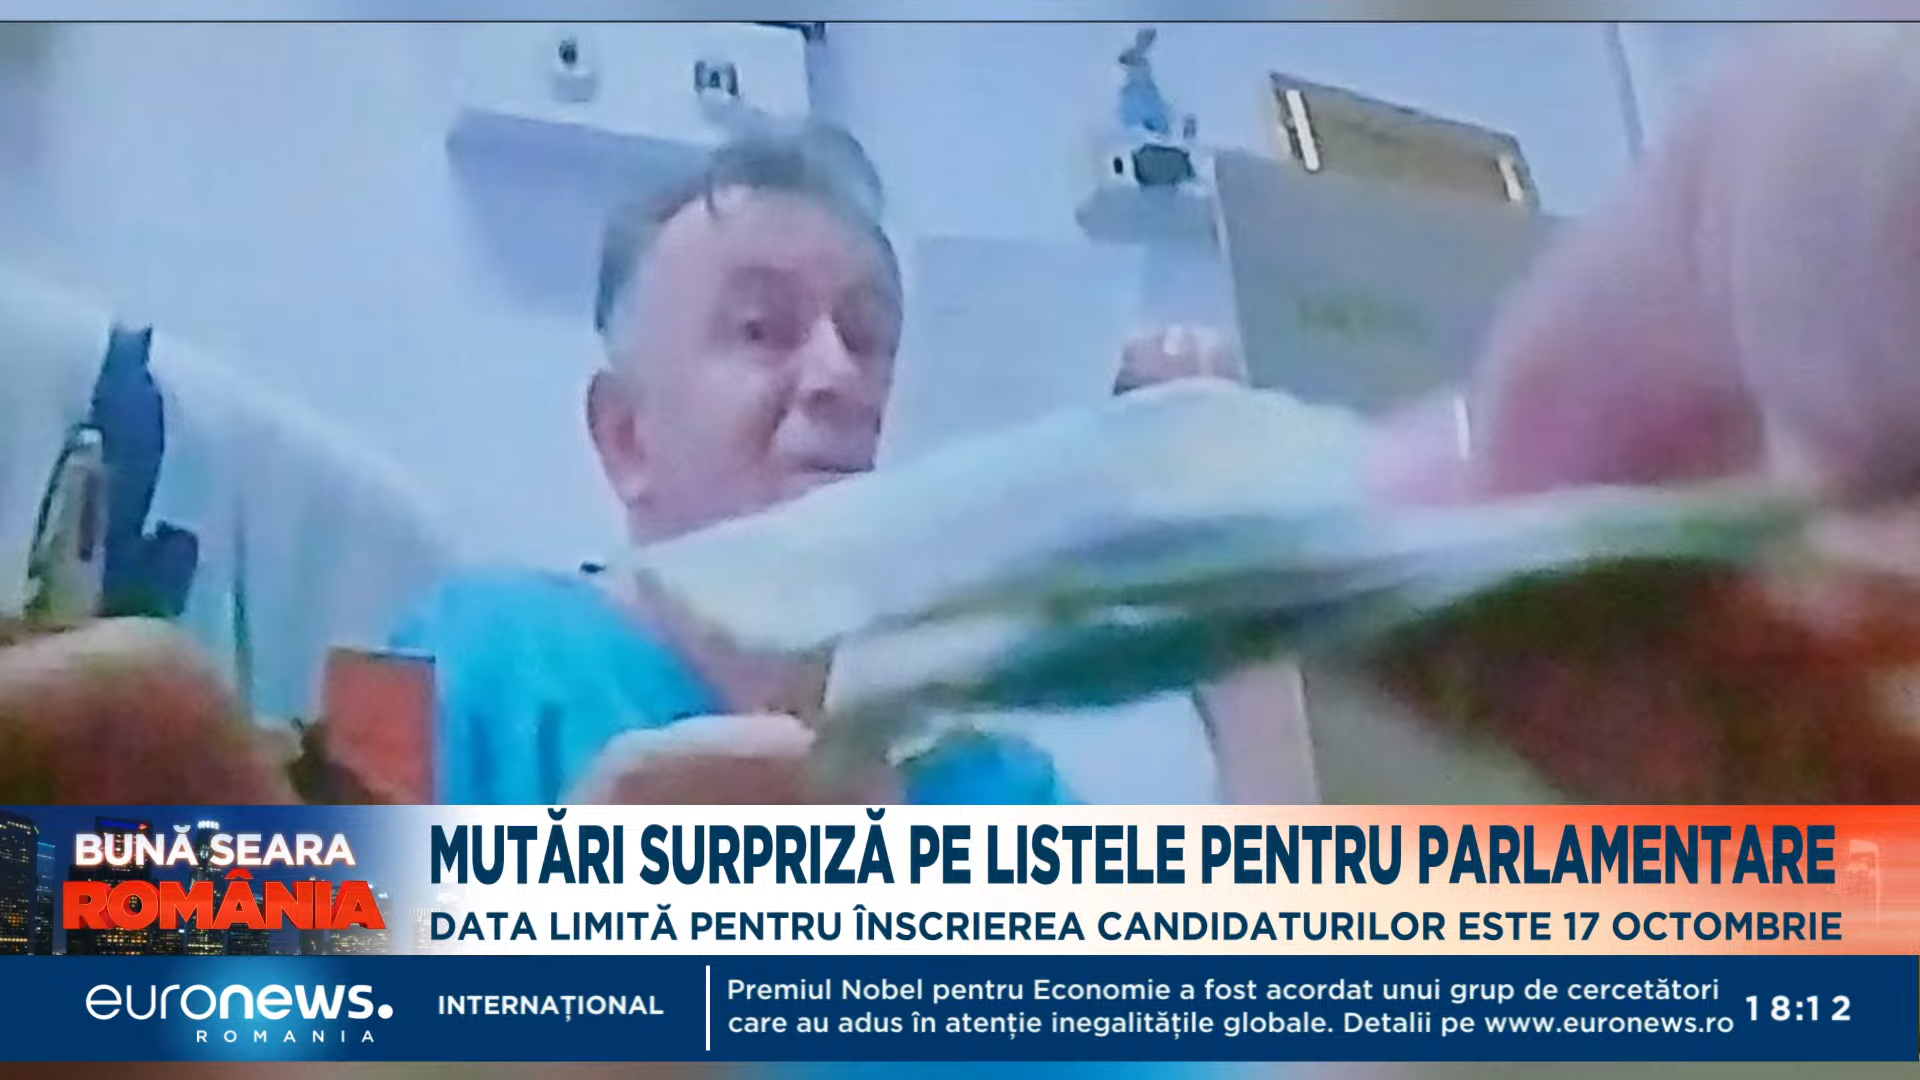 BUNĂ SEARA
ROMÂNIA
MUTĂRI SURPRIZĂ PE LISTELE PENTRU PARLAMENTARE
DATA LIMITĂ PENTRU ÎNSCRIEREA CANDIDATURILOR ESTE 17 OCTOMBRIE
euronews.
ROMANIA
INTERNAȚIONAL
Premiul Nobel pentru Economie a fost acordat unui grup de cercetători
care au adus în atenție inegalitățile globale. Detalii pe www.euronews.ro
18:12